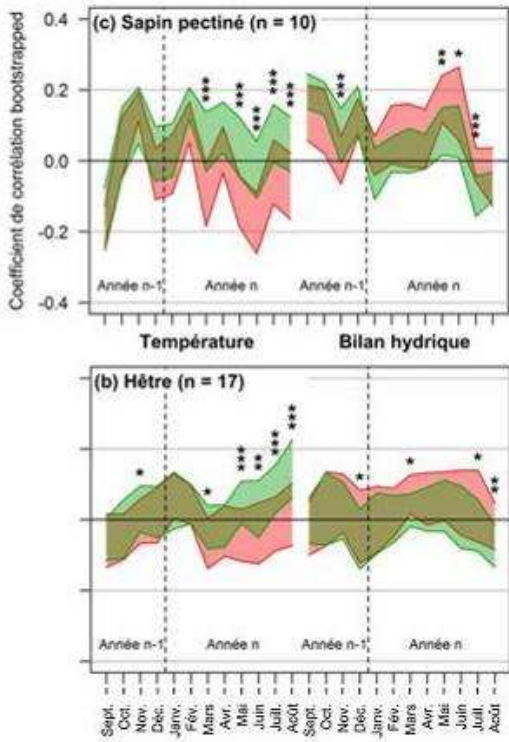 Coefficient de corrélation bootstrapped
0.4
0.2
0.0
-0.2
-0.4
(c) Sapin pectiné (n = 10)
*** *** *** *** *** *** ** * ***
Année n-1 Année n Année n-1 Année n
Température Bilan hydrique
(b) Hêtre (n = 17)
* * *** ** *** *** * * * **
Année n-1 Année n Année n-1 Année n
Sept. Oct. Nov. Déc. Janv. Fév. Mars Avr. Mai Juin Juil. Août Sept. Oct. Nov. Déc. Janv. Fév. Mars Avr. Mai Juin Juil. Août